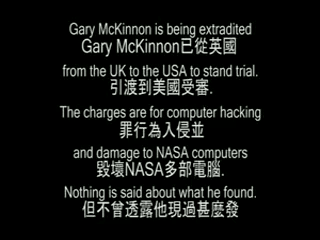 Gary McKinnon is being extradited
Gary McKinnon已從英國
from the UK to the USA to stand trial.
引渡到美國受審.
The charges are for computer hacking
罪行為入侵並
and damage to NASA computers
毀壞NASA多部電腦.
Nothing is said about what he found.
但不曾透露他現過甚麼發